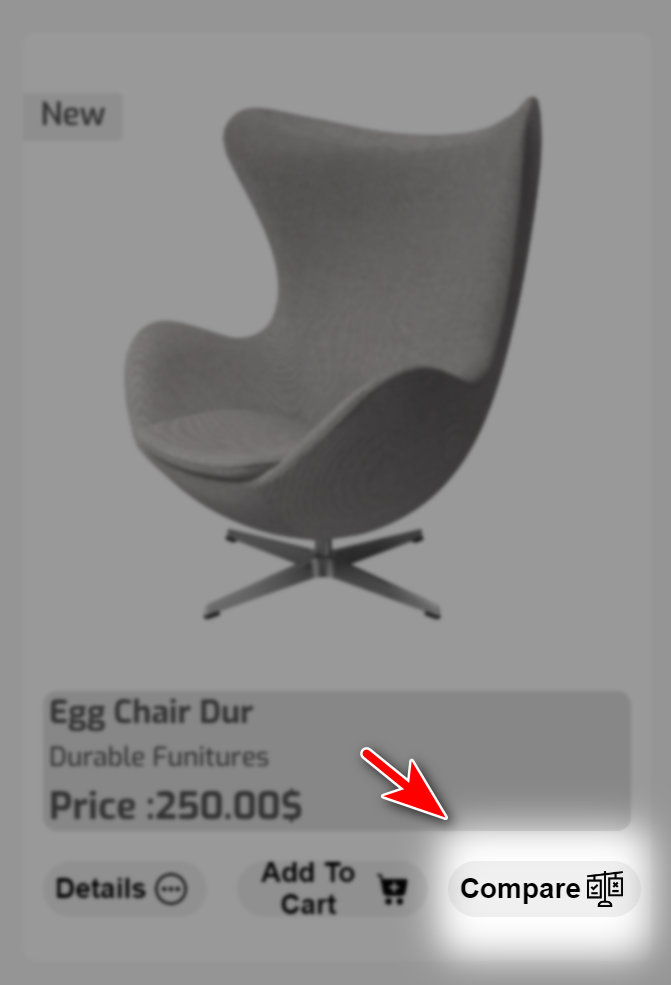 New
Egg Chair Dur
Durable Funitures
Price :250.00$
Details
Add To
Cart
Compare